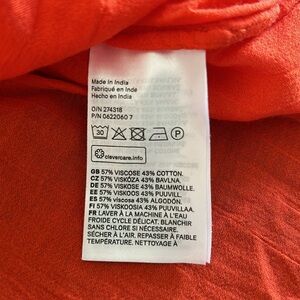 Made in India
Fabriqué en Inde
Hecho en India
O/N 274318
P/N 0622060 7
30 P
clevercare.info
GB 57% VISCOSE 43% COTTON.
CZ 57% VISKÓZA 43% BAVLNA.
DE 57% VISKOSE 43% BAUMWOLLE.
EE 57% VISKOOS 43% PUUVILL.
ES 57% viscosa 43% ALGODÓN.
FI 57% VISKOOSIA 43% PUUVILLAA.
FR LAVER À LA MACHINE À L'EAU
FROIDE CYCLE DÉLICAT. BLANCHIR
SANS CHLORE SI NÉCESSAIRE.
SÉCHER À L'AIR. REPASSER À FAIBLE
TEMPÉRATURE. NETTOYAGE À